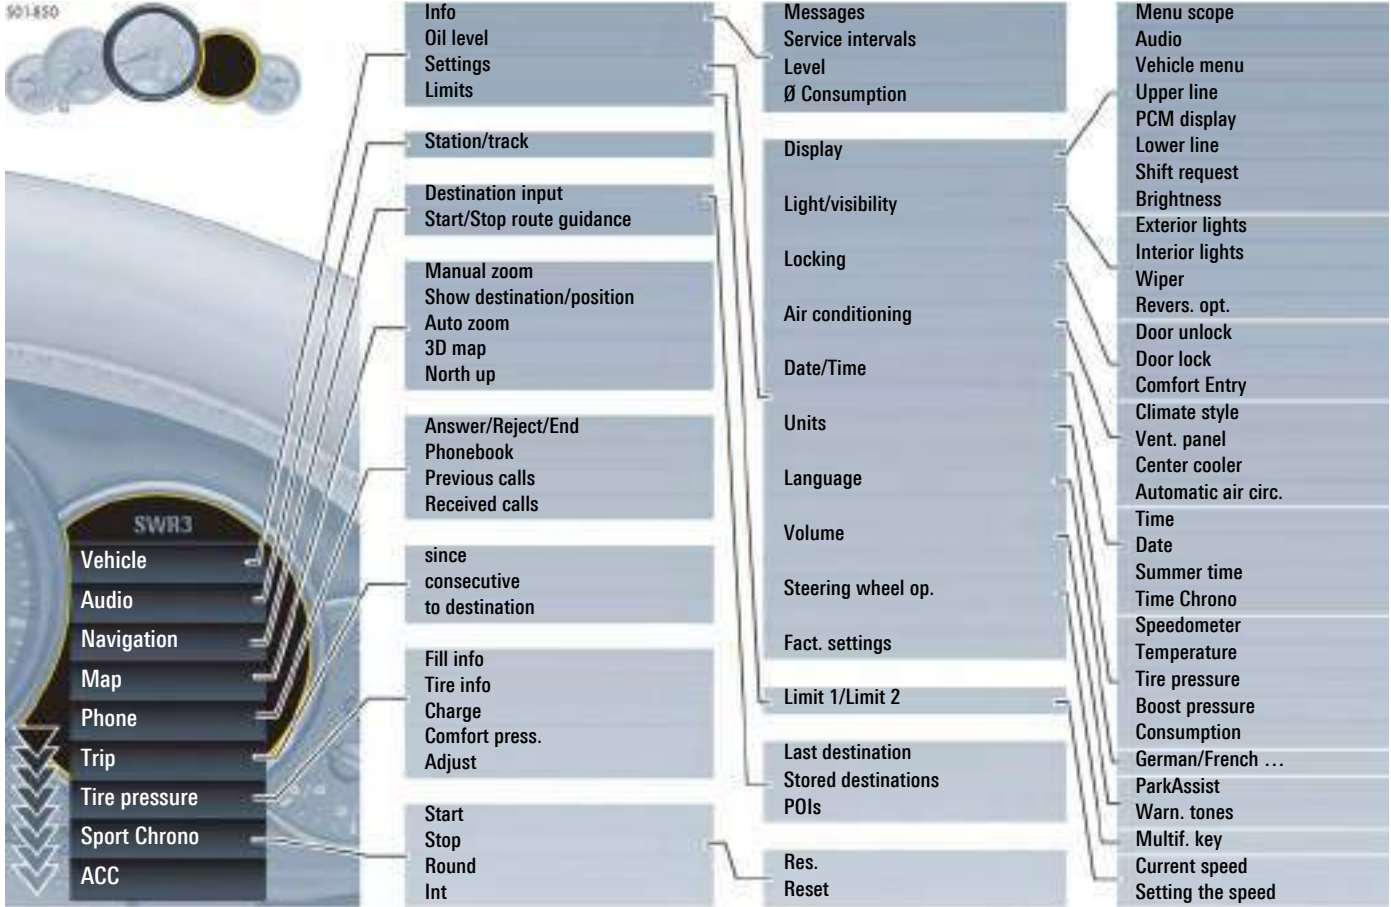 S01-850
SWR3
Vehicle
Audio
Navigation
Map
Phone
Trip
Tire pressure
Sport Chrono
ACC
Info
Oil level
Settings
Limits
Station/track
Destination input
Start/Stop route guidance
Manual zoom
Show destination/position
Auto zoom
3D map
North up
Answer/Reject/End
Phonebook
Previous calls
Received calls
since
consecutive
to destination
Fill info
Tire info
Charge
Comfort press.
Adjust
Start
Stop
Round
Int
Messages
Service intervals
Level
Ø Consumption
Display
Light/visibility
Locking
Air conditioning
Date/Time
Units
Language
Volume
Steering wheel op.
Fact. settings
Limit 1/Limit 2
Last destination
Stored destinations
POIs
Res.
Reset
Menu scope
Audio
Vehicle menu
Upper line
PCM display
Lower line
Shift request
Brightness
Exterior lights
Interior lights
Wiper
Revers. opt.
Door unlock
Door lock
Comfort Entry
Climate style
Vent. panel
Center cooler
Automatic air circ.
Time
Date
Summer time
Time Chrono
Speedometer
Temperature
Tire pressure
Boost pressure
Consumption
German/French …
ParkAssist
Warn. tones
Multif. key
Current speed
Setting the speed